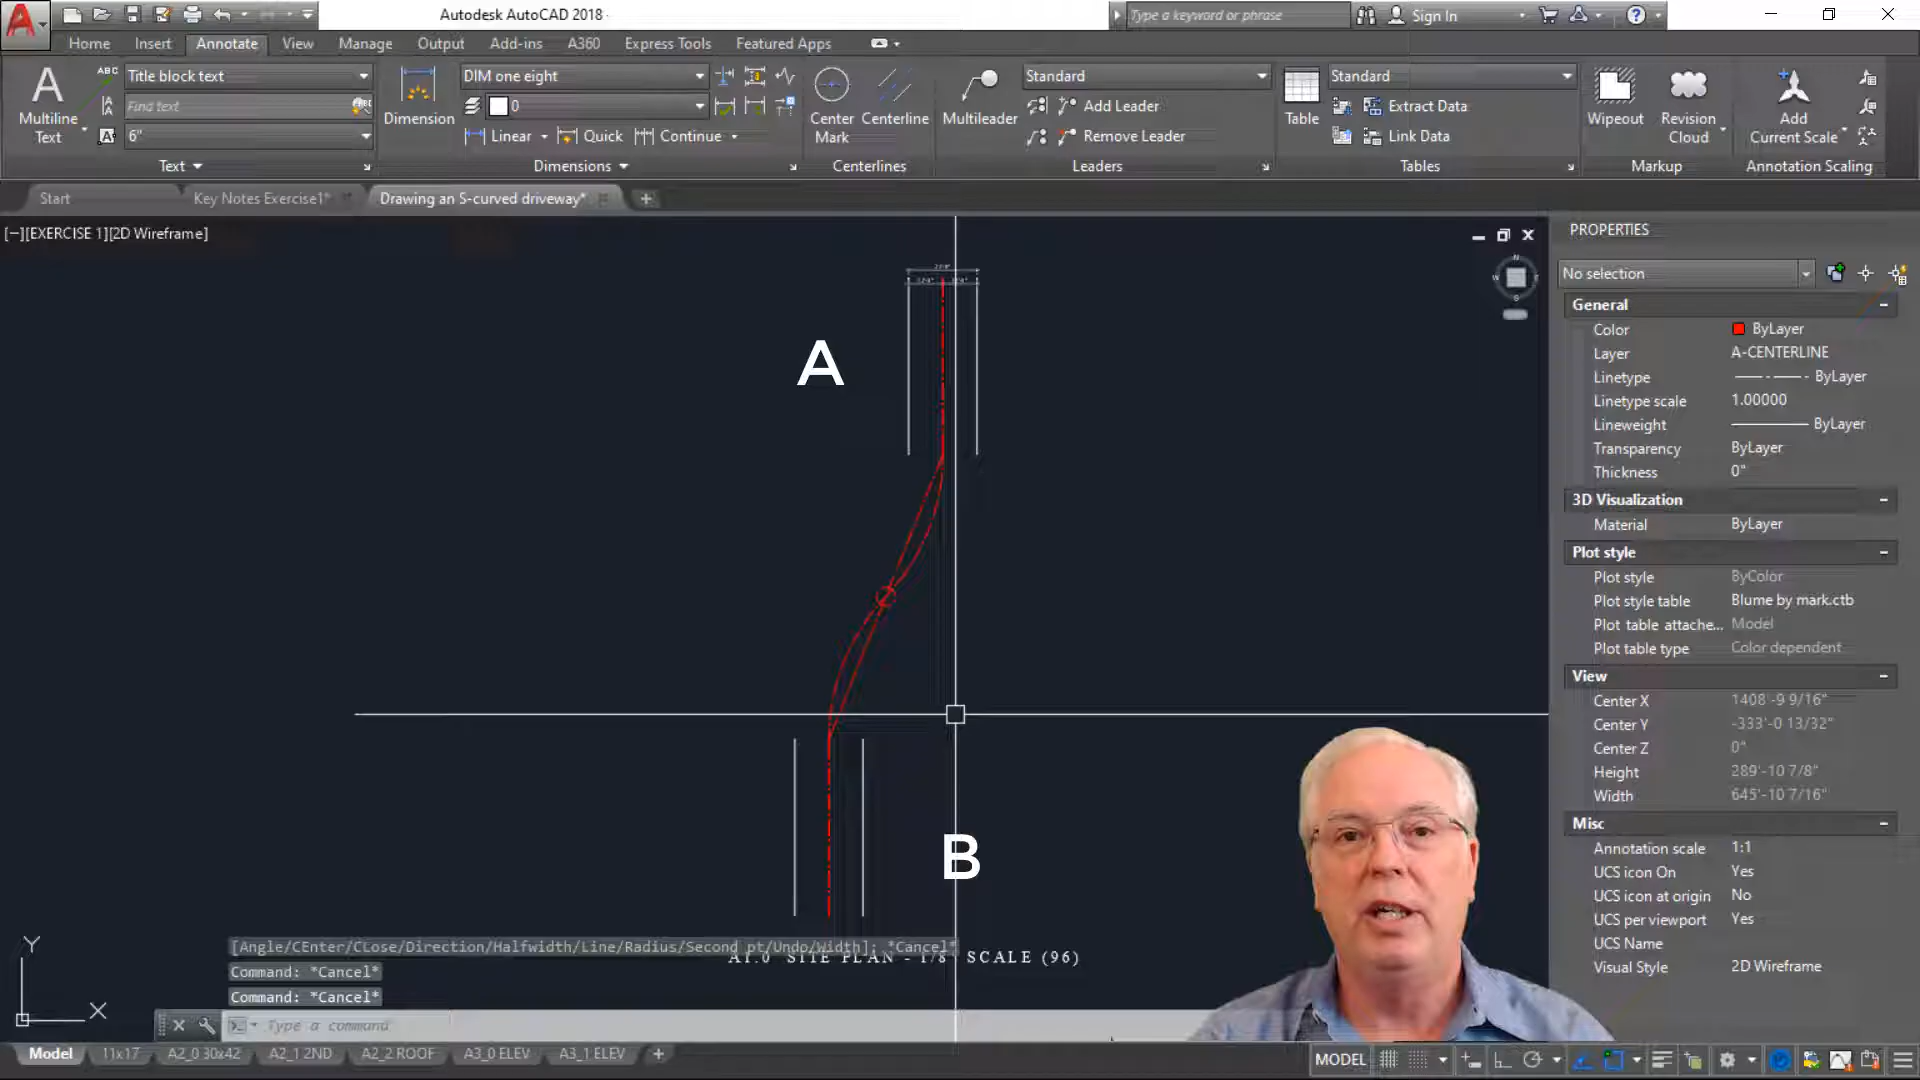 Autodesk AutoCAD 2018
Type a keyword or phrase
Sign In
Home Insert Annotate View Manage Output Add-ins A360 Express Tools Featured Apps
Multiline Text
Title block text
Find text
6"
Text
Dimension
DIM one eight
0
Linear Quick Continue
Dimensions
Center Mark
Centerline
Centerlines
Multileader
Standard
Add Leader
Remove Leader
Leaders
Table
Standard
Extract Data
Link Data
Tables
Wipeout
Revision Cloud
Markup
Add Current Scale
Annotation Scaling
Start
Key Notes Exercise1*
Drawing an S-curved driveway*
[−][EXERCISE 1][2D Wireframe]
N
W
S
A
B
A1.0 SITE PLAN - 1/8" SCALE (96)
[Angle/CEnter/CLose/Direction/Halfwidth/Line/Radius/Second pt/Undo/Width]: *Cancel*
Command: *Cancel*
Command: *Cancel*
Type a command
Y
X
PROPERTIES
No selection
General
Color ByLayer
Layer A-CENTERLINE
Linetype ByLayer
Linetype scale 1.00000
Lineweight ByLayer
Transparency ByLayer
Thickness 0"
3D Visualization
Material ByLayer
Plot style
Plot style ByColor
Plot style table Blume by mark.ctb
Plot table attache... Model
Plot table type Color dependent
View
Center X 1408'-9 9/16"
Center Y -333'-0 13/32"
Center Z 0"
Height 289'-10 7/8"
Width 645'-10 7/16"
Misc
Annotation scale 1:1
UCS icon On Yes
UCS icon at origin No
UCS per viewport Yes
UCS Name
Visual Style 2D Wireframe
Model 11x17 A2_0 30x42 A2_1 2ND A2_2 ROOF A3_0 ELEV A3_1 ELEV
MODEL